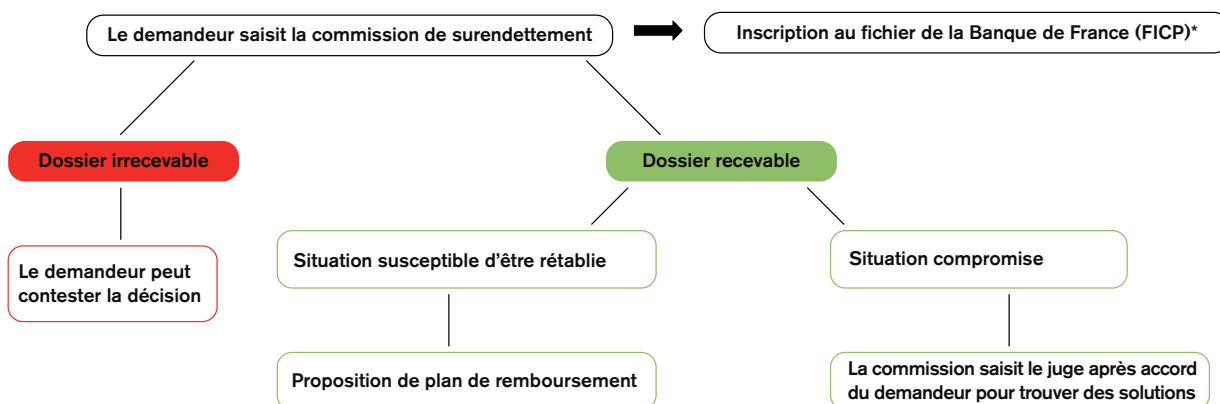 Le demandeur saisit la commission de surendettement
Inscription au fichier de la Banque de France (FICP)*
Dossier irrecevable
Dossier recevable
Le demandeur peut
contester la décision
Situation susceptible d’être rétablie
Situation compromise
Proposition de plan de remboursement
La commission saisit le juge après accord
du demandeur pour trouver des solutions